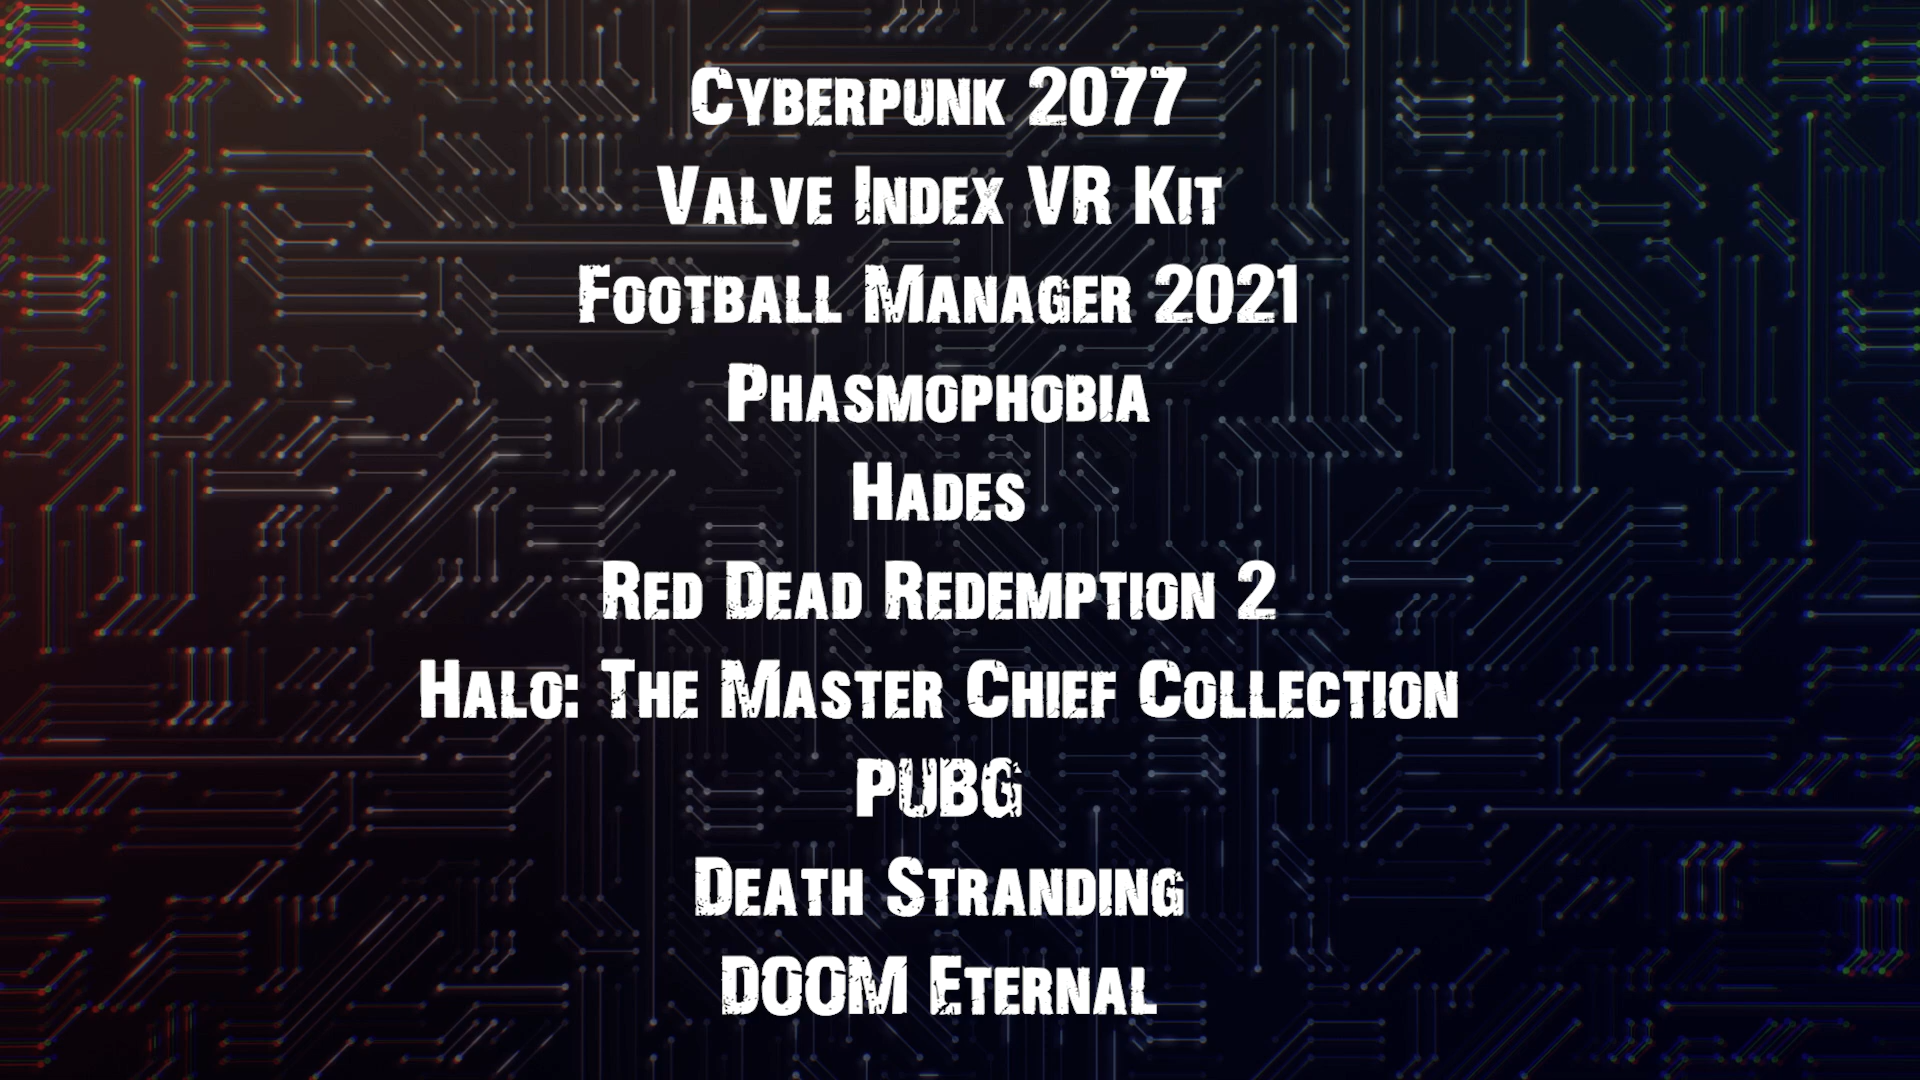 Cyberpunk 2077
Valve Index VR Kit
Football Manager 2021
Phasmophobia
Hades
Red Dead Redemption 2
Halo: The Master Chief Collection
PUBG
Death Stranding
DOOM Eternal